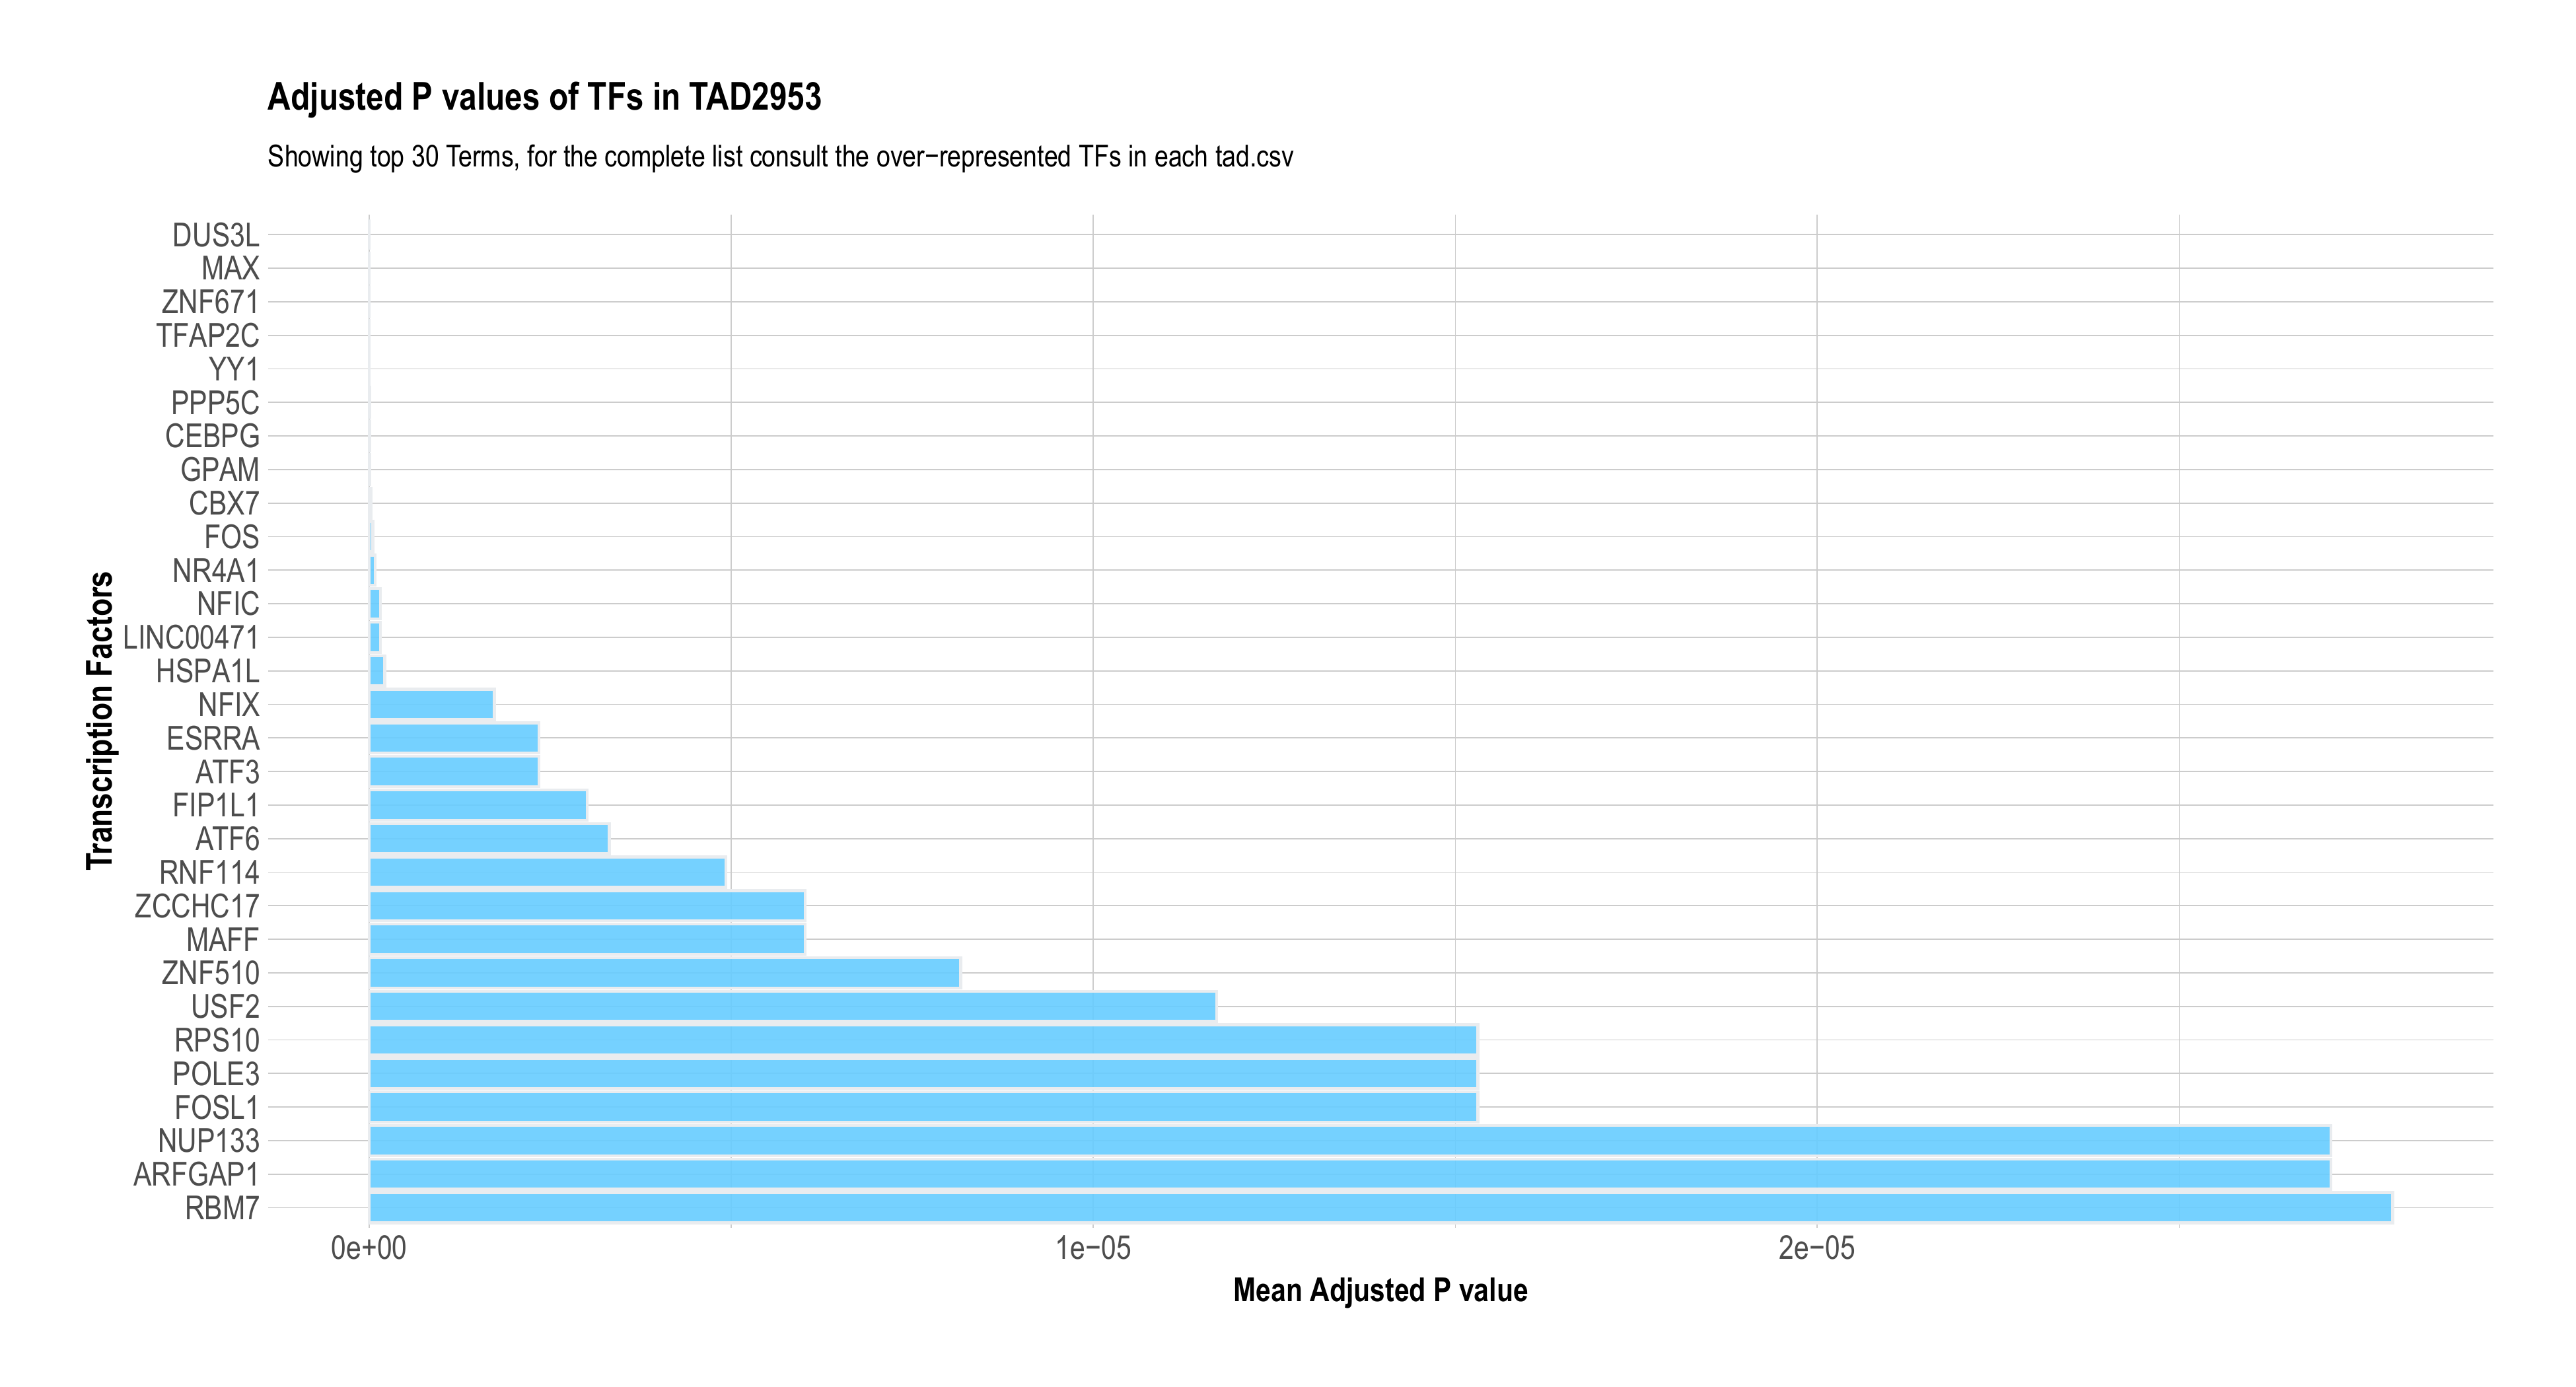 Adjusted P values of TFs in TAD2953
Showing top 30 Terms, for the complete list consult the over−represented TFs in each tad.csv
Transcription Factors
DUS3L
MAX
ZNF671
TFAP2C
YY1
PPP5C
CEBPG
GPAM
CBX7
FOS
NR4A1
NFIC
LINC00471
HSPA1L
NFIX
ESRRA
ATF3
FIP1L1
ATF6
RNF114
ZCCHC17
MAFF
ZNF510
USF2
RPS10
POLE3
FOSL1
NUP133
ARFGAP1
RBM7
0e+00 1e−05 2e−05
Mean Adjusted P value